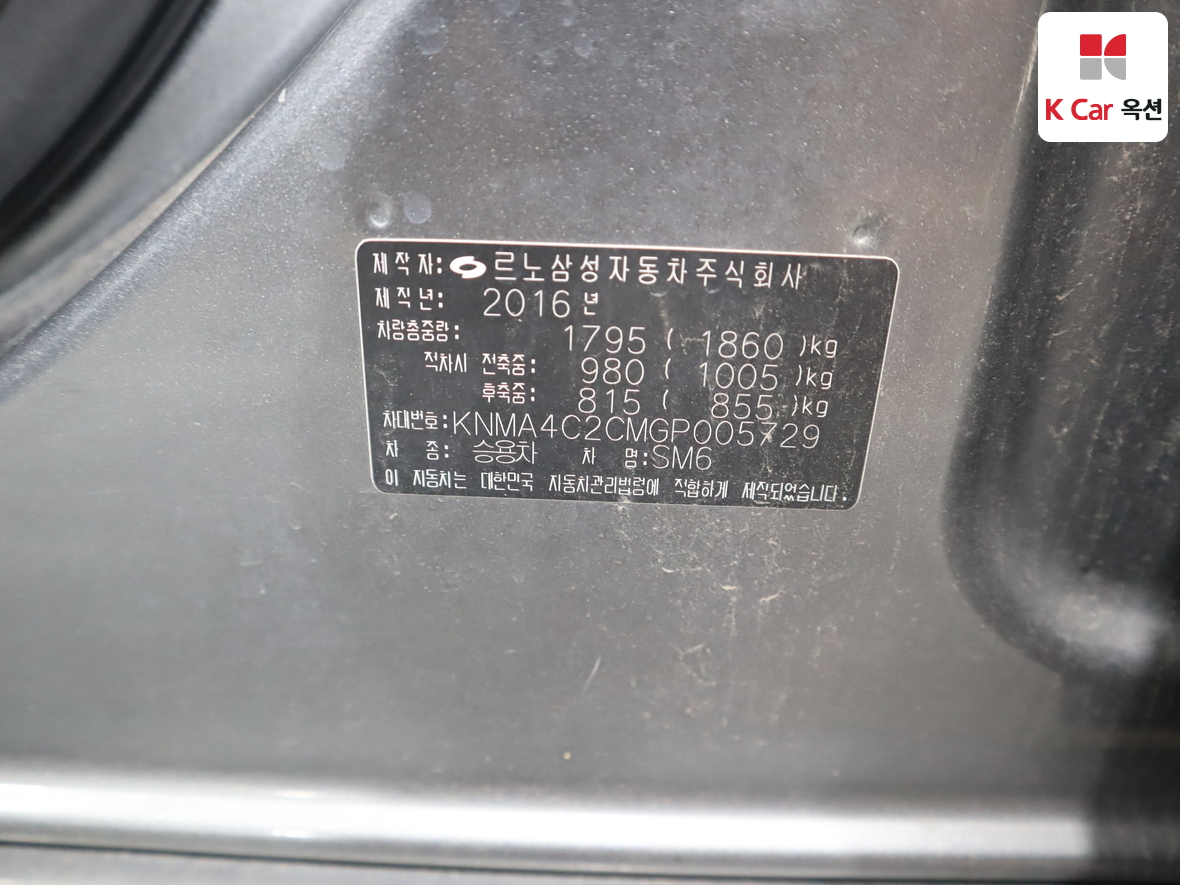 K Car 옥션
제작자: 르노삼성자동차주식회사
제작년: 2016년
차량총중량: 1795 ( 1860 )kg
적차시 전축중: 980 ( 1005 )kg
후축중: 815 ( 855 )kg
차대번호:KNMA4C2CMGP005729
차 종: 승용차 차 명:SM6
이 자동차는 대한민국 자동차관리법령에 적합하게 제작되었습니다.